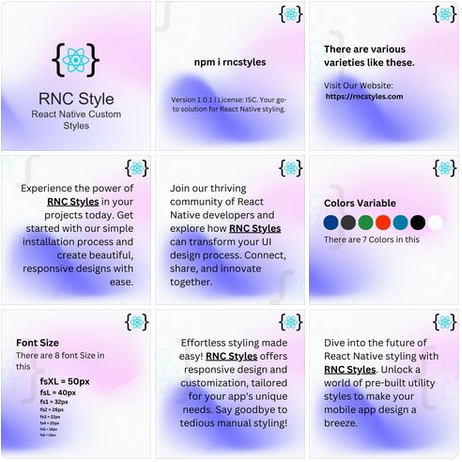 { }
RNC Style
React Native Custom
Styles
{ }
npm i rncstyles
Version 1.0.1 | License: ISC. Your go-
to solution for React Native styling.
{ }
There are various
varieties like these.
Visit Our Website:
https://rncstyles.com
{ }
Experience the power of
RNC Styles in your
projects today. Get
started with our simple
installation process and
create beautiful,
responsive designs with
ease.
{ }
Join our thriving
community of React
Native developers and
explore how RNC Styles
can transform your UI
design process. Connect,
share, and innovate
together.
{ }
Colors Variable
There are 7 Colors in this
{ }
Font Size
There are 8 font Size in
this
fsXL = 50px
fsL = 40px
fs1 = 32px
fs2 = 26px
{ }
Effortless styling made
easy! RNC Styles offers
responsive design and
customization, tailored
for your app's unique
needs. Say goodbye to
tedious manual styling!
{ }
Dive into the future of
React Native styling with
RNC Styles. Unlock a
world of pre-built utility
styles to make your
mobile app design a
breeze.